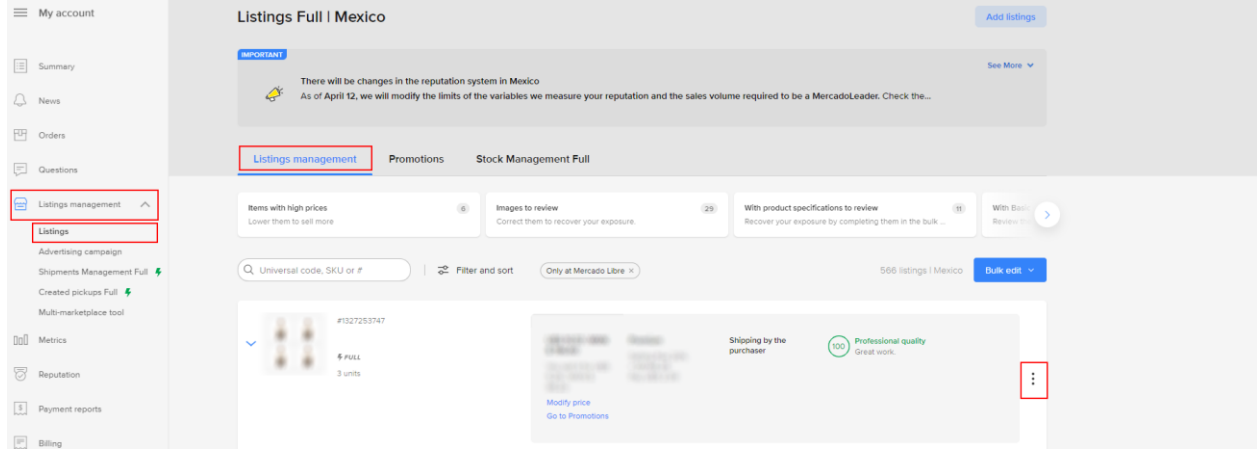 My account
Summary
News
Orders
Questions
Listings management
Listings
Advertising campaign
Shipments Management Full
Created pickups Full
Multi-marketplace tool
Metrics
Reputation
Payment reports
Billing
Listings Full | Mexico
Add listings
IMPORTANT
See More
There will be changes in the reputation system in Mexico
As of April 12, we will modify the limits of the variables we measure your reputation and the sales volume required to be a MercadoLeader. Check the...
Listings management
Promotions
Stock Management Full
Items with high prices 6
Lower them to sell more
Images to review 29
Correct them to recover your exposure.
With product specifications to review 11
Recover your exposure by completing them in the bulk ...
With Basic
Review
Universal code, SKU or #
Filter and sort
Only at Mercado Libre ×
566 listings | Mexico
Bulk edit
#1327253747
FULL
3 units
Modify price
Go to Promotions
Shipping by the
purchaser
100
Professional quality
Great work.